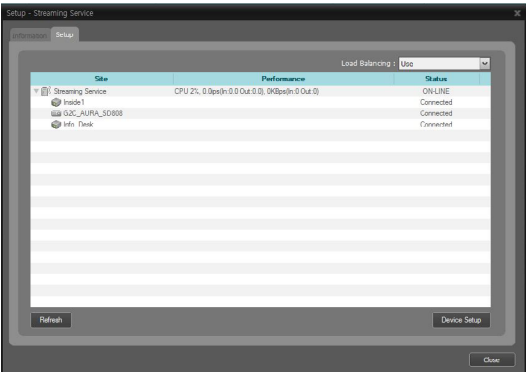 Setup - Streaming Service
Information Setup
Load Balancing : Use
Site Performance Status
Streaming Service CPU 2%, 0.0ps(In:0.0 Out:0.0), 0KBps(In:0 Out:0) ON-LINE
Inside1 Connected
G2C_AURA_SD808 Connected
Info_Desk Connected
Refresh Device Setup
Close